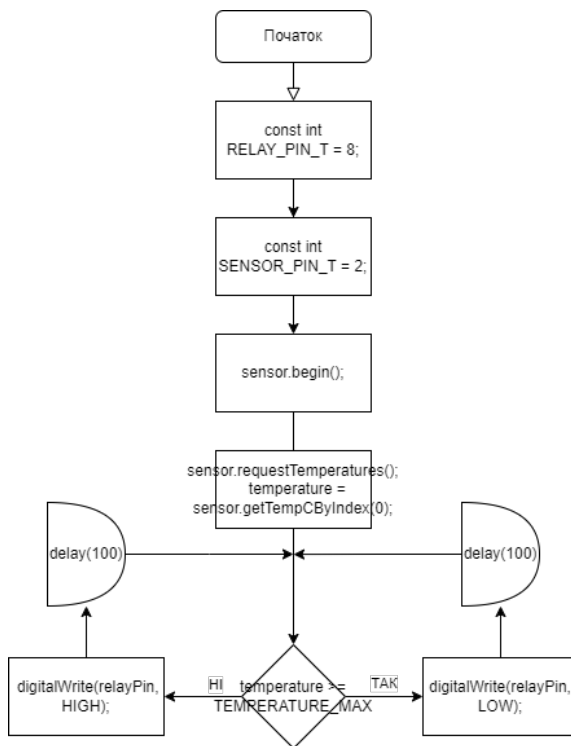 Початок
const int
RELAY_PIN_T = 8;
const int
SENSOR_PIN_T = 2;
sensor.begin();
sensor.requestTemperatures();
temperature =
sensor.getTempCByIndex(0);
delay(100)
delay(100)
digitalWrite(relayPin,
HIGH);
НІ
temperature >=
TEMPERATURE_MAX
ТАК
digitalWrite(relayPin,
LOW);